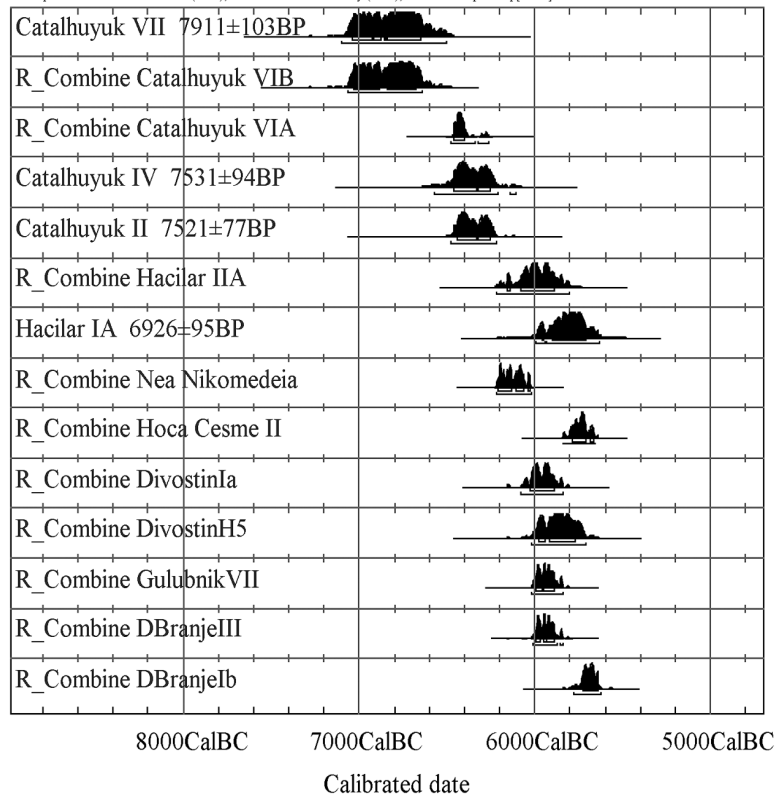 Catalhuyuk VII 7911±103BP
R_Combine Catalhuyuk VIB
R_Combine Catalhuyuk VIA
Catalhuyuk IV 7531±94BP
Catalhuyuk II 7521±77BP
R_Combine Hacilar IIA
Hacilar IA 6926±95BP
R_Combine Nea Nikomedeia
R_Combine Hoca Cesme II
R_Combine DivostinIa
R_Combine DivostinH5
R_Combine GulubnikVII
R_Combine DBranjeIII
R_Combine DBranjeIb
8000CalBC 7000CalBC 6000CalBC 5000CalBC
Calibrated date